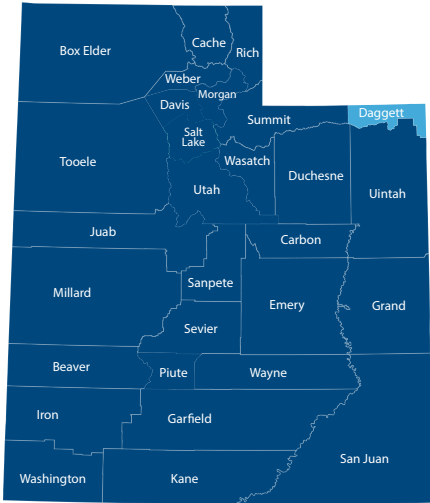 Cache
Box Elder
Rich
Weber
Morgan
Davis
Daggett
Summit
Salt
Lake
Wasatch
Tooele
Duchesne
Utah
Uintah
Juab
Carbon
Sanpete
Millard
Emery
Grand
Sevier
Beaver
Piute
Wayne
Iron
Garfield
San Juan
Washington
Kane